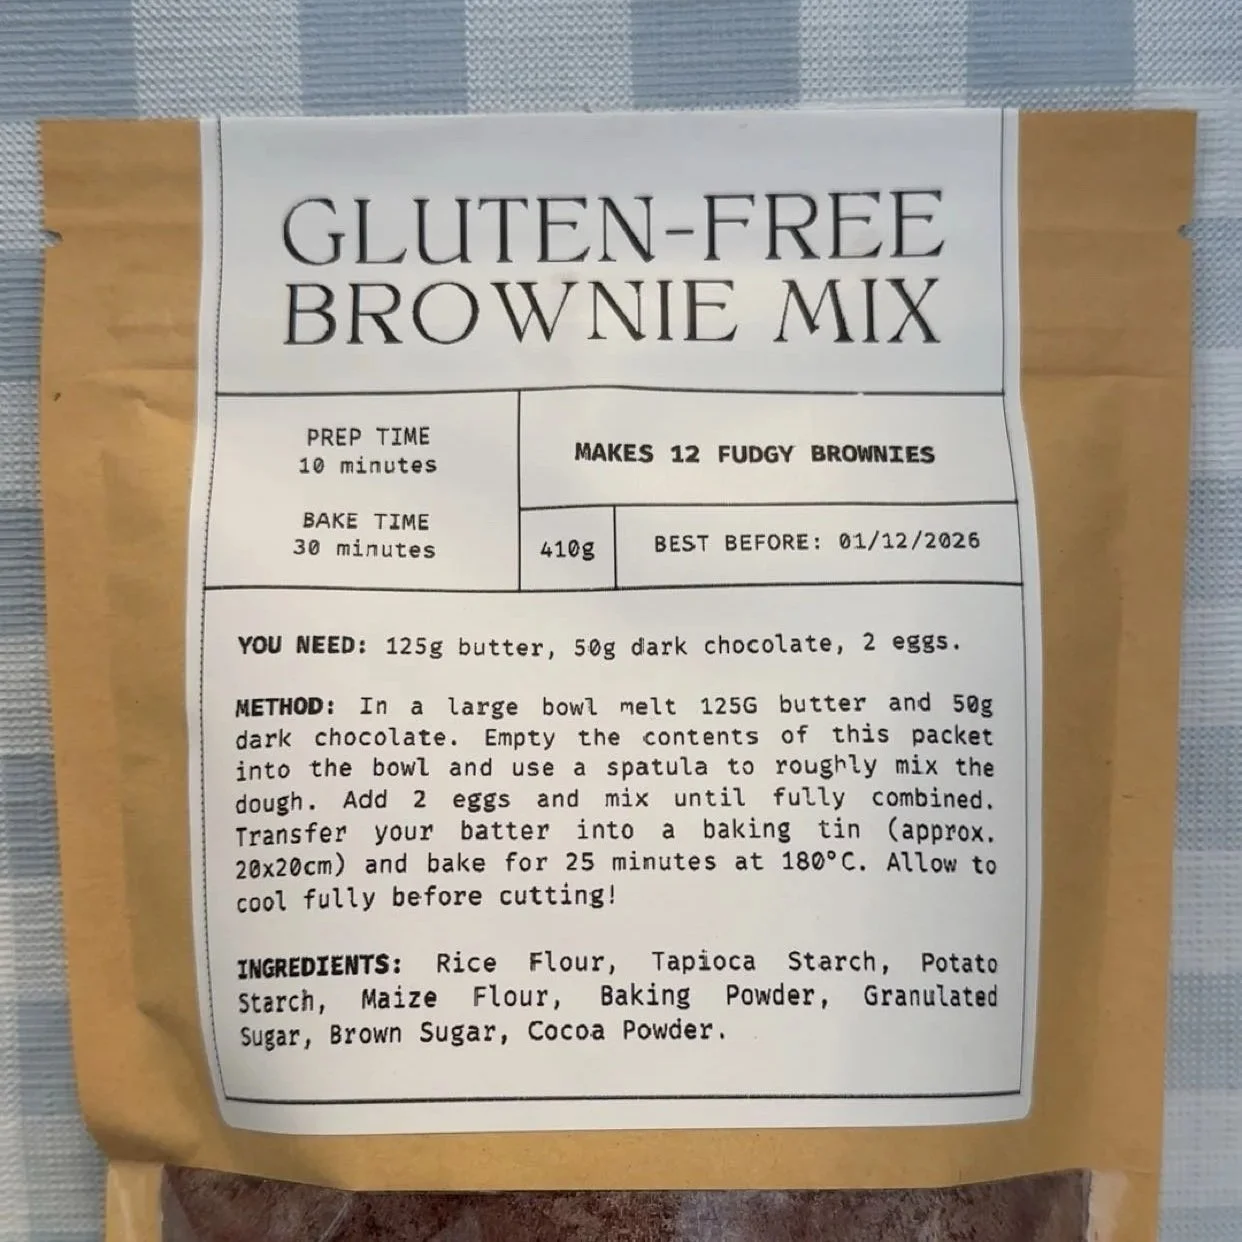 GLUTEN-FREE
BROWNIE MIX
PREP TIME
10 minutes
BAKE TIME
30 minutes
MAKES 12 FUDGY BROWNIES
410g
BEST BEFORE: 01/12/2026
YOU NEED: 125g butter, 50g dark chocolate, 2 eggs.
METHOD: In a large bowl melt 125G butter and 50g
dark chocolate. Empty the contents of this packet
into the bowl and use a spatula to roughly mix the
dough. Add 2 eggs and mix until fully combined.
Transfer your batter into a baking tin (approx.
20x20cm) and bake for 25 minutes at 180°C. Allow to
cool fully before cutting!
INGREDIENTS: Rice Flour, Tapioca Starch, Potato
Starch, Maize Flour, Baking Powder, Granulated
Sugar, Brown Sugar, Cocoa Powder.